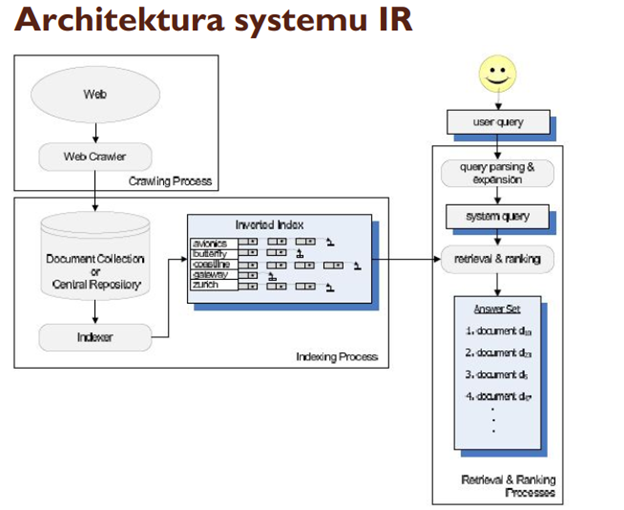 Architektura systemu IR
Web
Web Crawler
Crawling Process
Document Collection
or
Central Repository
Indexer
Inverted Index
avionics
butterfly
coastline
gateway
zurich
Indexing Process
user query
query parsing &
expansion
system query
retrieval & ranking
Answer Set
1. document d
2. document d
3. document d
4. document d
Retrieval & Ranking
Processes